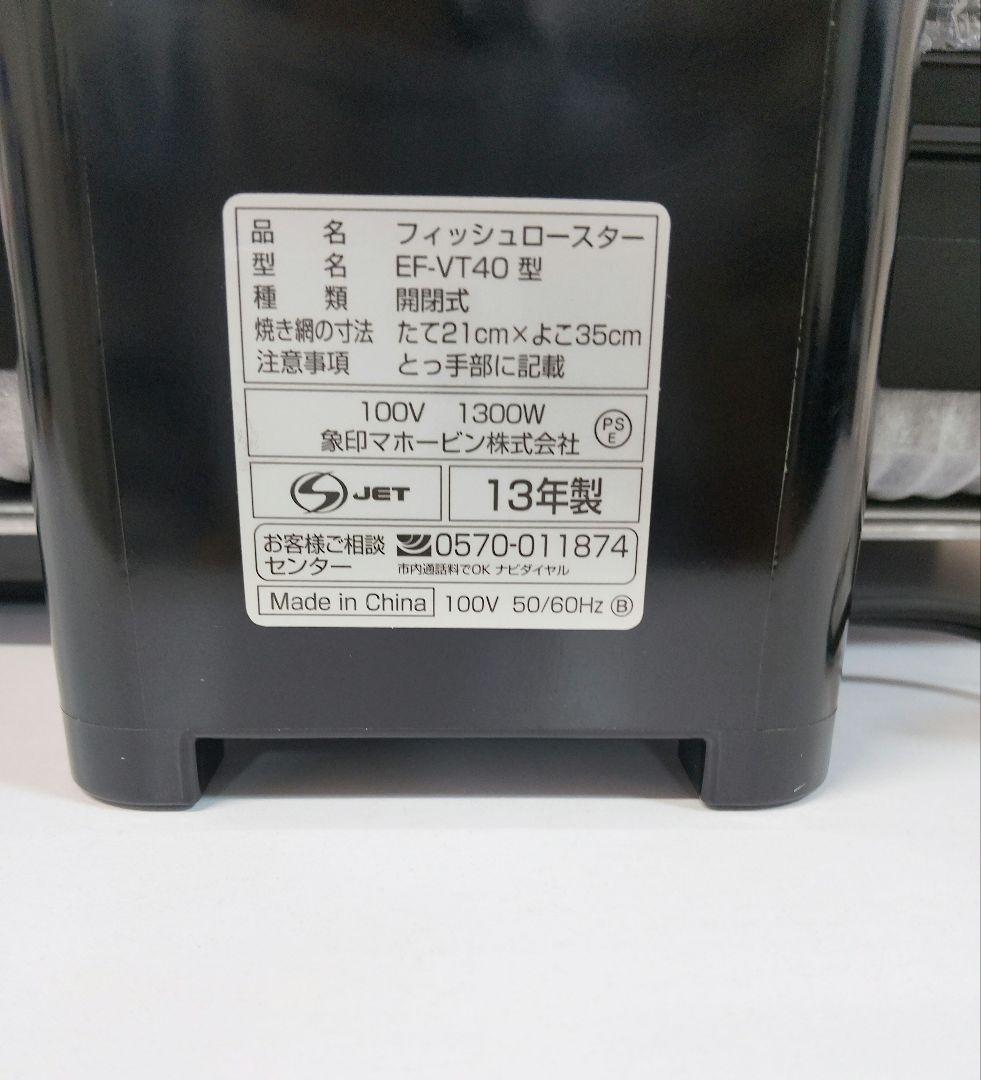 品名 フィッシュロースター
型名 EF-VT40 型
種類 開閉式
焼き網の寸法 たて21cm×よこ35cm
注意事項 とっ手部に記載
100V 1300W
象印マホービン株式会社
PS
E
JET
13年製
お客様ご相談
センター
0570-011874
市内通話料でOK ナビダイヤル
Made in China 100V 50/60Hz Ⓑ